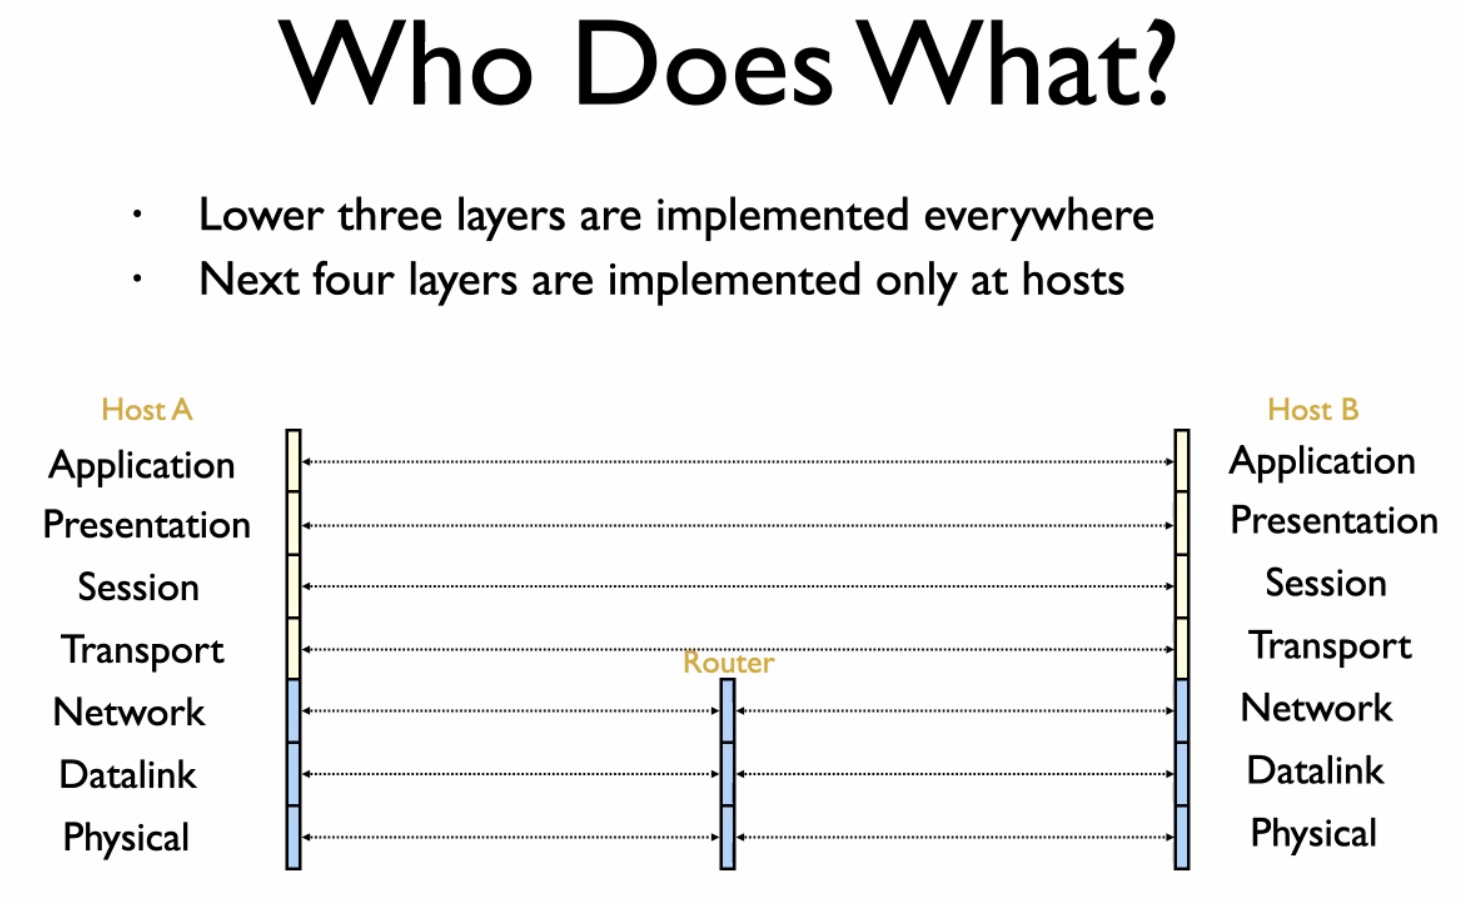 Who Does What?
· Lower three layers are implemented everywhere
· Next four layers are implemented only at hosts
Host A
Host B
Application
Application
Presentation
Presentation
Session
Session
Transport
Transport
Router
Network
Network
Datalink
Datalink
Physical
Physical